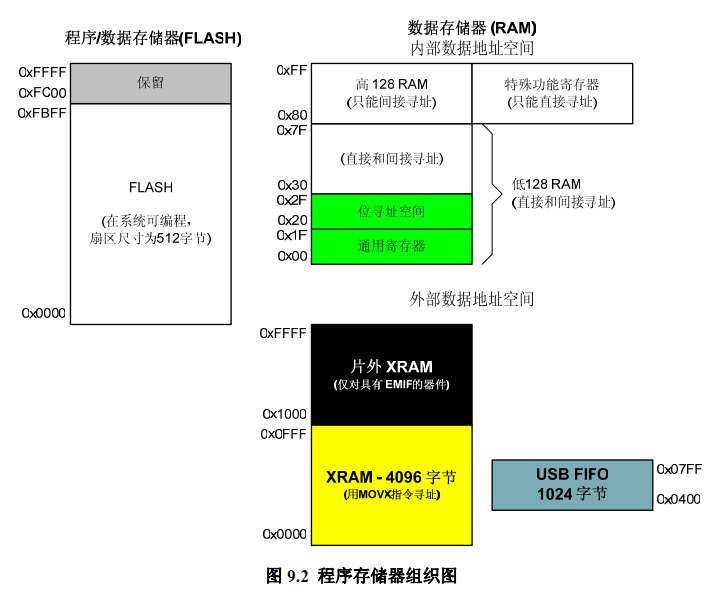 程序/数据存储器(FLASH)
0xFFFF
保留
0xFC00
0xFBFF
FLASH
(在系统可编程,
扇区尺寸为512字节)
0x0000
数据存储器(RAM)
内部数据地址空间
0xFF
高 128 RAM
(只能间接寻址)
特殊功能寄存器
(只能直接寻址)
0x80
0x7F
(直接和间接寻址)
0x30
0x2F
位寻址空间
0x20
0x1F
通用寄存器
0x00
低128 RAM
(直接和间接寻址)
外部数据地址空间
0xFFFF
片外 XRAM
(仅对具有 EMIF的器件)
0x1000
0x0FFF
XRAM - 4096 字节
(用MOVX指令寻址)
0x0000
USB FIFO
1024 字节
0x07FF
0x0400
图 9.2 程序存储器组织图